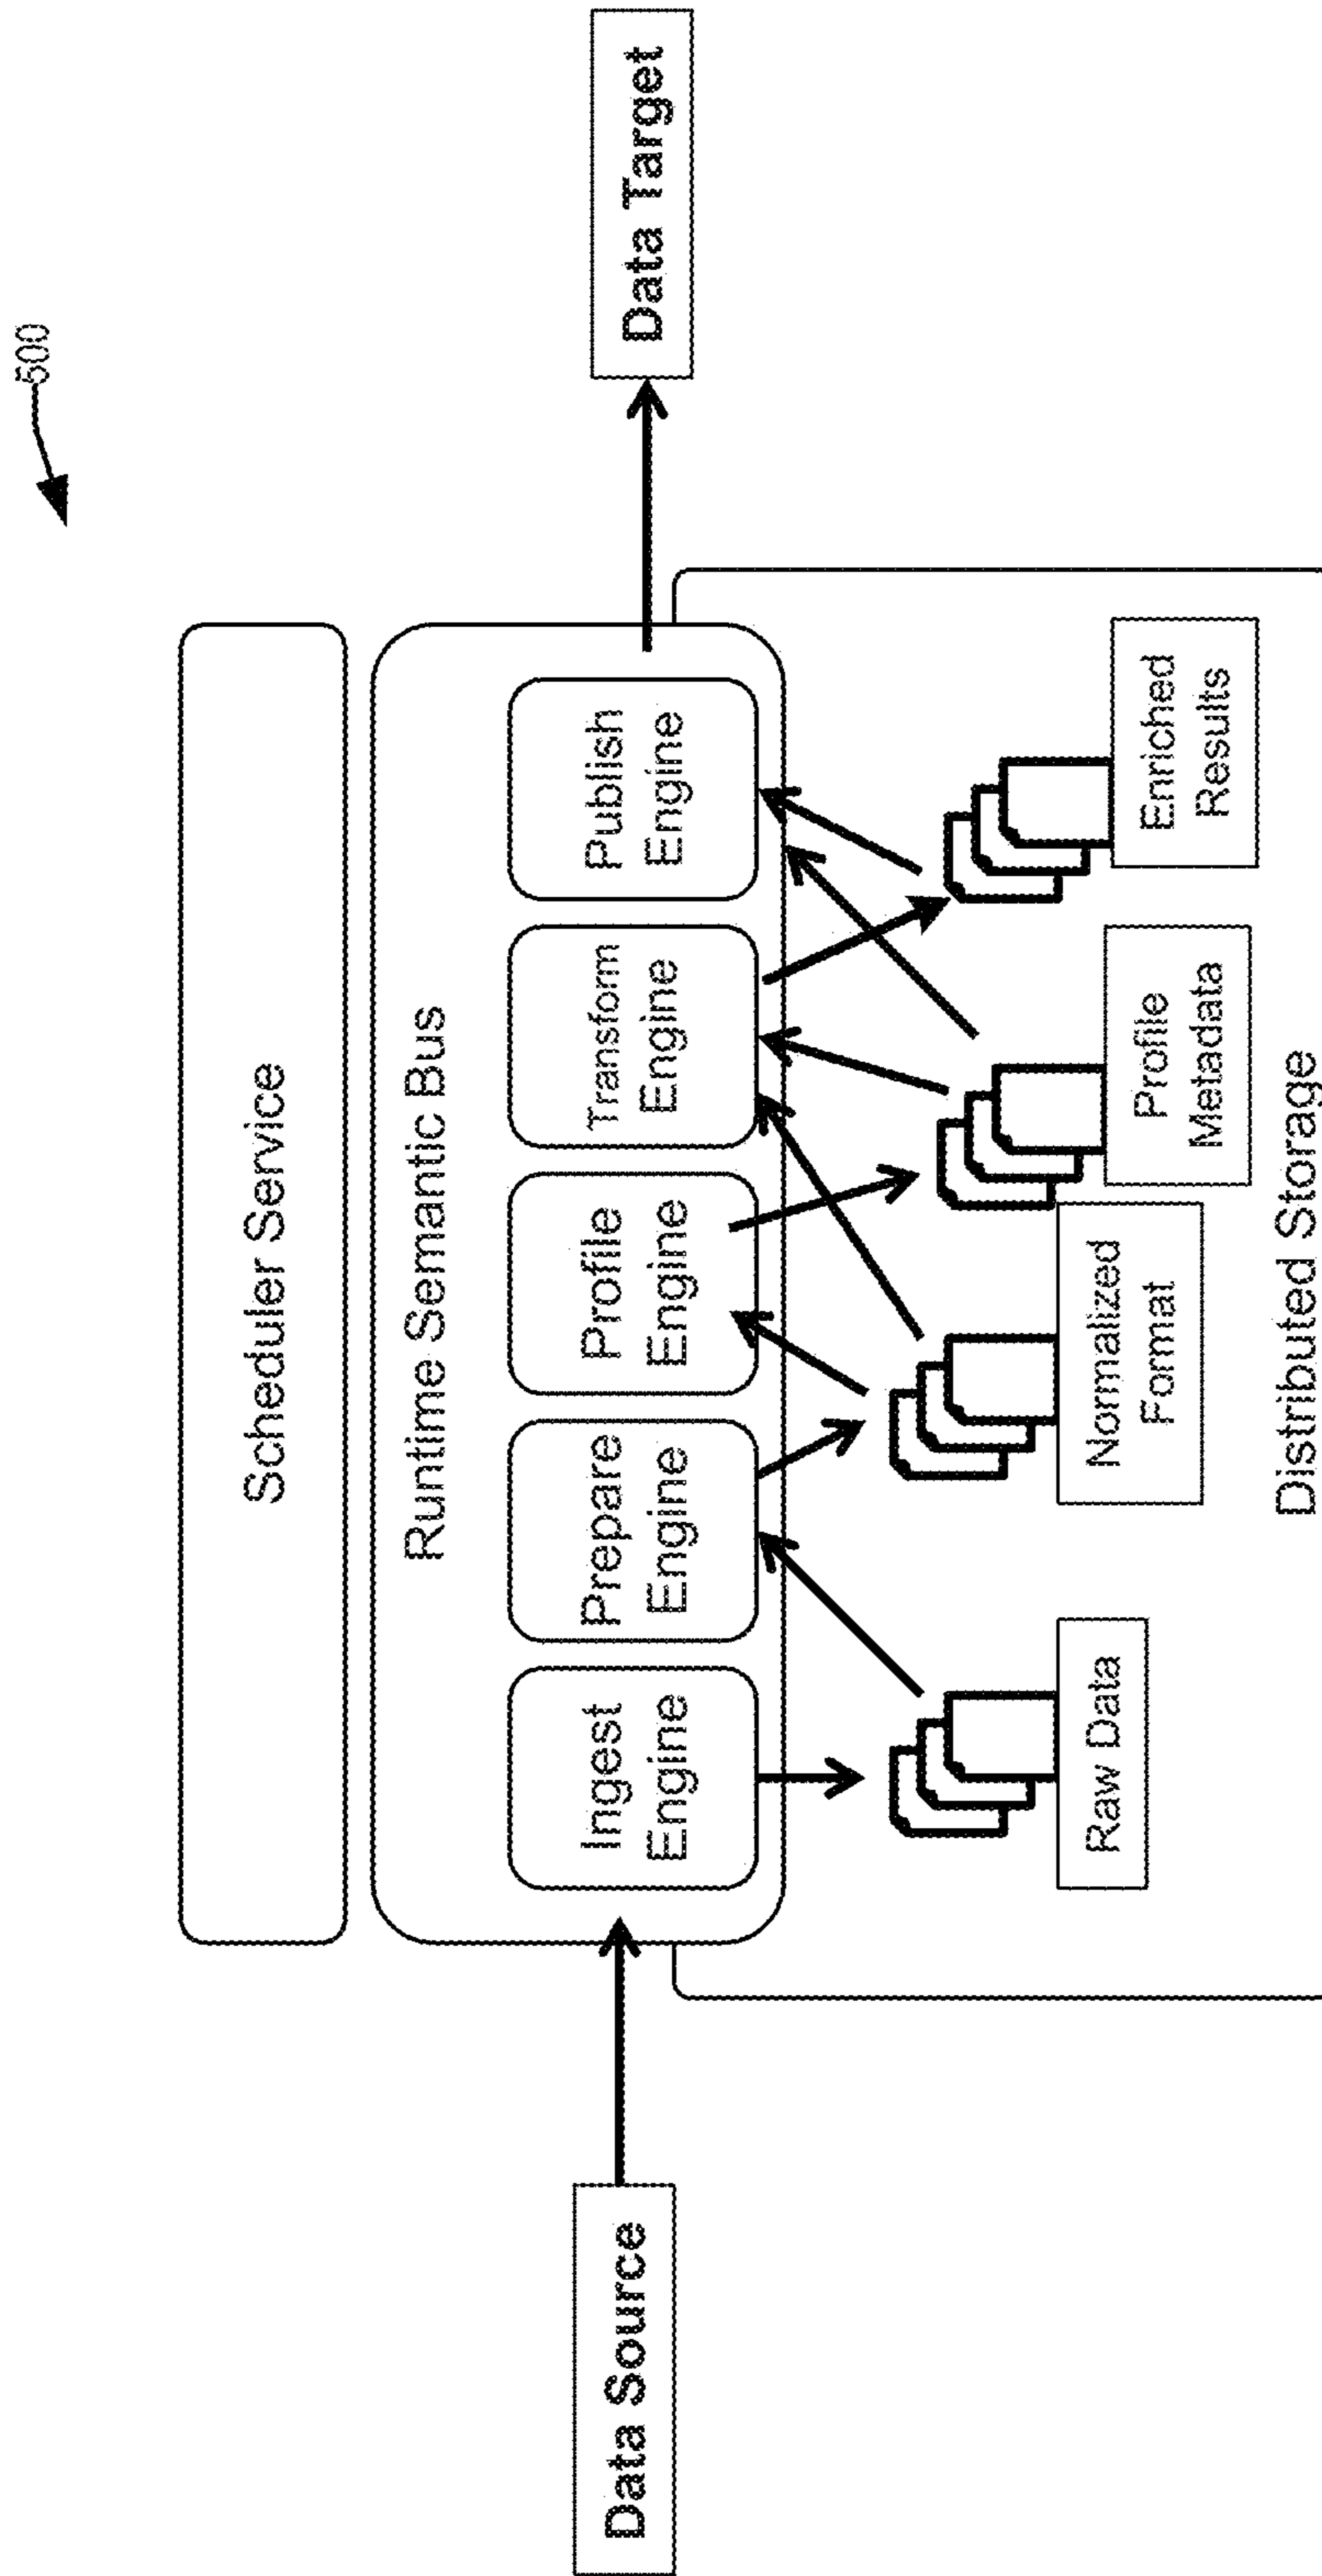 500
Scheduler Service
Runtime Semantic Bus
Data Source
Ingest
Engine
Prepare
Engine
Profile
Engine
Transform
Engine
Publish
Engine
Data Target
Raw Data
Normalized
Format
Profile
Metadata
Enriched
Results
Distributed Storage